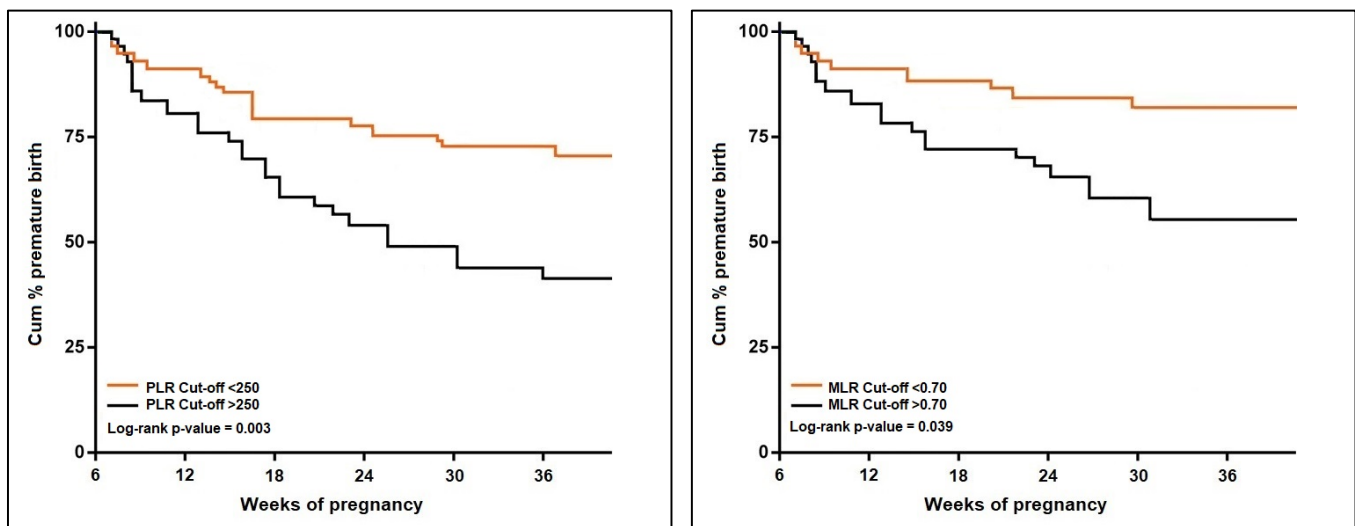 100
75
50
25
0
Cum % premature birth
PLR Cut-off <250
PLR Cut-off >250
Log-rank p-value = 0.003
6 12 18 24 30 36
Weeks of pregnancy
100
75
50
25
0
Cum % premature birth
MLR Cut-off <0.70
MLR Cut-off >0.70
Log-rank p-value = 0.039
6 12 18 24 30 36
Weeks of pregnancy